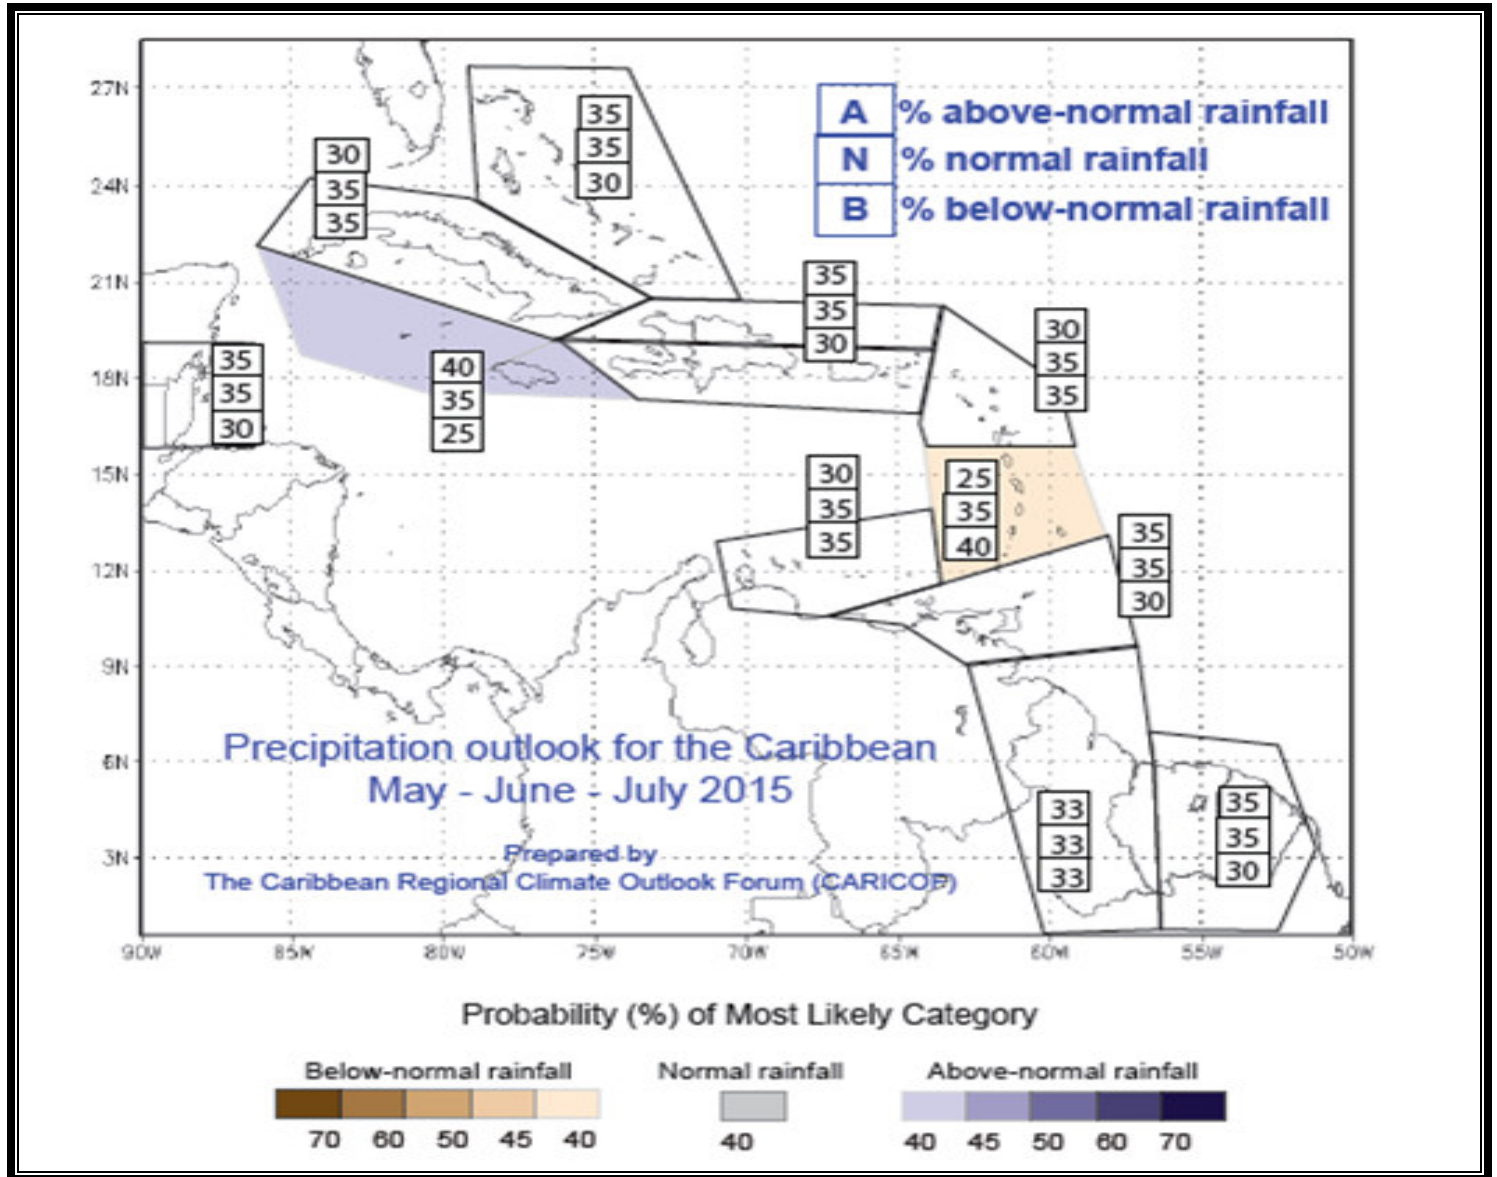 27N
24N
21N
18N
15N
12N
9N
6N
3N
90W
85W
80W
75W
70W
65W
60W
55W
50W
A % above-normal rainfall
N % normal rainfall
B % below-normal rainfall
35
35
30
30
35
35
35
35
30
30
35
35
35
35
30
40
35
25
30
35
35
25
35
40
35
35
30
33
33
33
35
35
30
Precipitation outlook for the Caribbean
May - June - July 2015
Prepared by
The Caribbean Regional Climate Outlook Forum (CARICOF)
Probability (%) of Most Likely Category
Below-normal rainfall
70 60 50 45 40
Normal rainfall
40
Above-normal rainfall
40 45 50 60 70